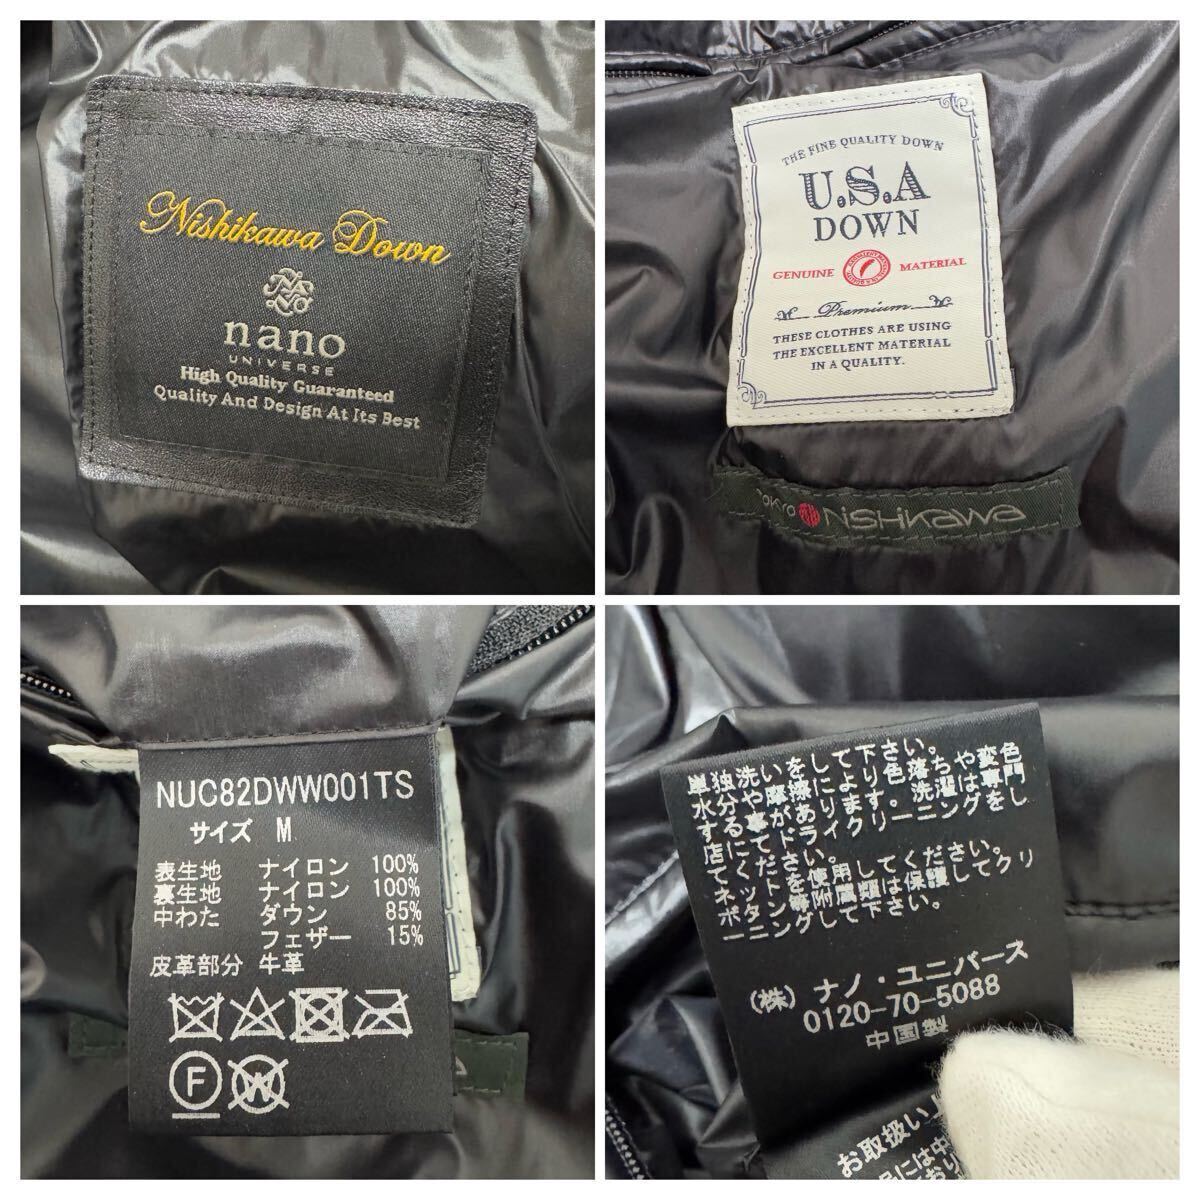 Nishikawa Down
nano
UNIVERSE
High Quality Guaranteed
Quality And Design At Its Best
THE FINE QUALITY DOWN
U.S.A
DOWN
GENUINE MATERIAL
Premium
THESE CLOTHES ARE USING
THE EXCELLENT MATERIAL
IN A QUALITY.
TOKYO NiSHiKaWa
NUC82DWW001TS
サイズ M
表生地 ナイロン 100%
裏生地 ナイロン 100%
中わた ダウン 85%
フェザー 15%
皮革部分 牛革
F W
単独洗いをして下さい。
水分や摩擦により色落ちや変色
する事があります。洗濯は専門
店にてドライクリーニングをし
てください。
ネットを使用してください。
ボタン等附属類は保護してクリ
ーニングして下さい。
(株) ナノ・ユニバース
0120-70-5088
中国製
お取扱い